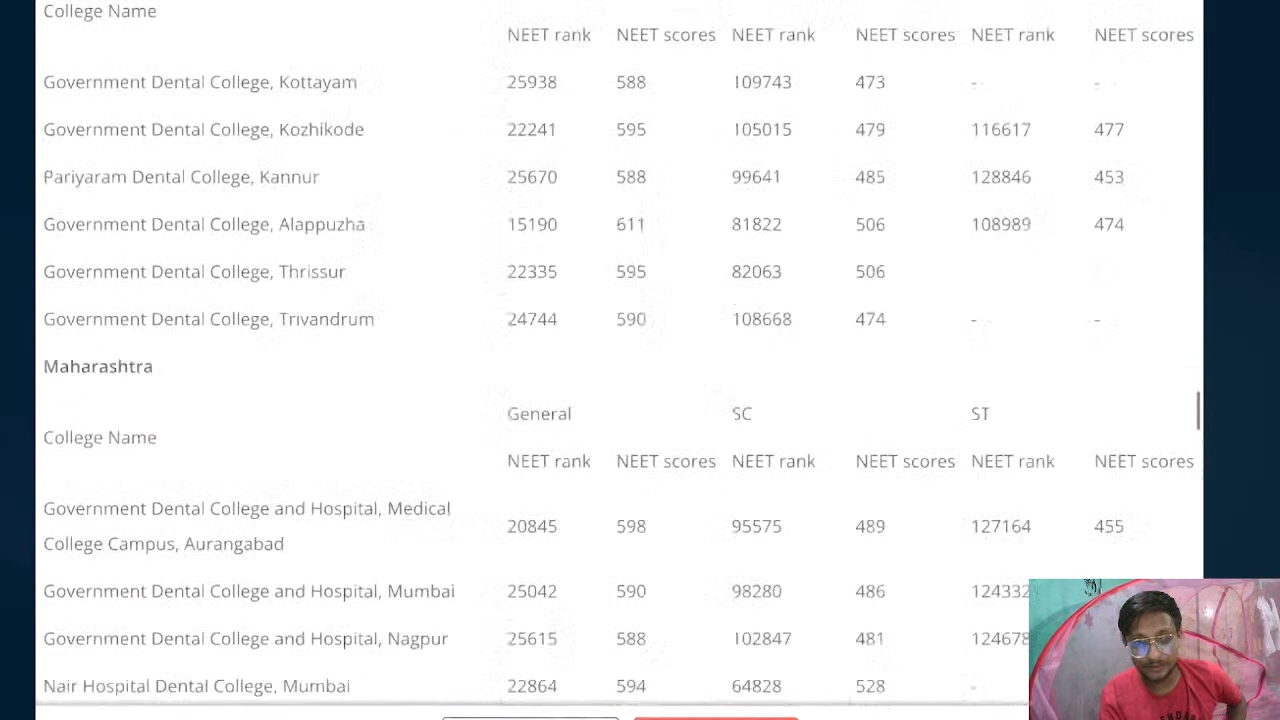 College Name
NEET rank NEET scores NEET rank NEET scores NEET rank NEET scores
Government Dental College, Kottayam 25938 588 109743 473 - -
Government Dental College, Kozhikode 22241 595 105015 479 116617 477
Pariyaram Dental College, Kannur 25670 588 99641 485 128846 453
Government Dental College, Alappuzha 15190 611 81822 506 108989 474
Government Dental College, Thrissur 22335 595 82063 506
Government Dental College, Trivandrum 24744 590 108668 474 - -
Maharashtra
General SC ST
College Name
NEET rank NEET scores NEET rank NEET scores NEET rank NEET scores
Government Dental College and Hospital, Medical
College Campus, Aurangabad 20845 598 95575 489 127164 455
Government Dental College and Hospital, Mumbai 25042 590 98280 486 124332
Government Dental College and Hospital, Nagpur 25615 588 102847 481 124678
Nair Hospital Dental College, Mumbai 22864 594 64828 528 -